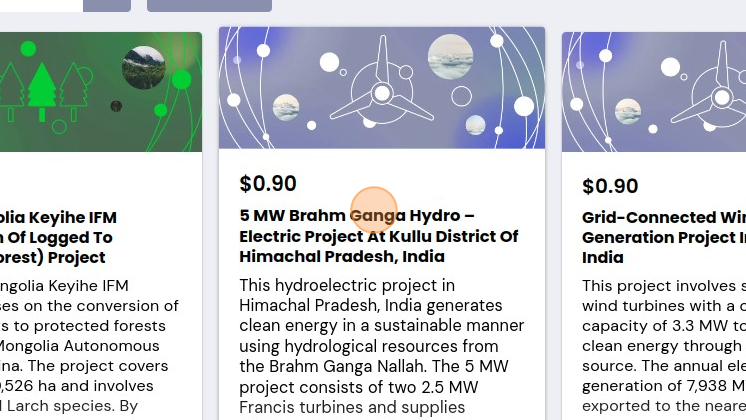 olia Keyihe IFM
n Of Logged To
orest) Project
ngolia Keyihe IFM
ses on the conversion of
s to protected forests
Mongolia Autonomous
ina. The project covers
,526 ha and involves
Larch species. By
$0.90
5 MW Brahm Ganga Hydro –
Electric Project At Kullu District Of
Himachal Pradesh, India
This hydroelectric project in
Himachal Pradesh, India generates
clean energy in a sustainable manner
using hydrological resources from
the Brahm Ganga Nallah. The 5 MW
project consists of two 2.5 MW
Francis turbines and supplies
$0.90
Grid-Connected Win
Generation Project I
India
This project involves s
wind turbines with a c
capacity of 3.3 MW to
clean energy through
source. The annual ele
generation of 7,938 M
exported to the neare